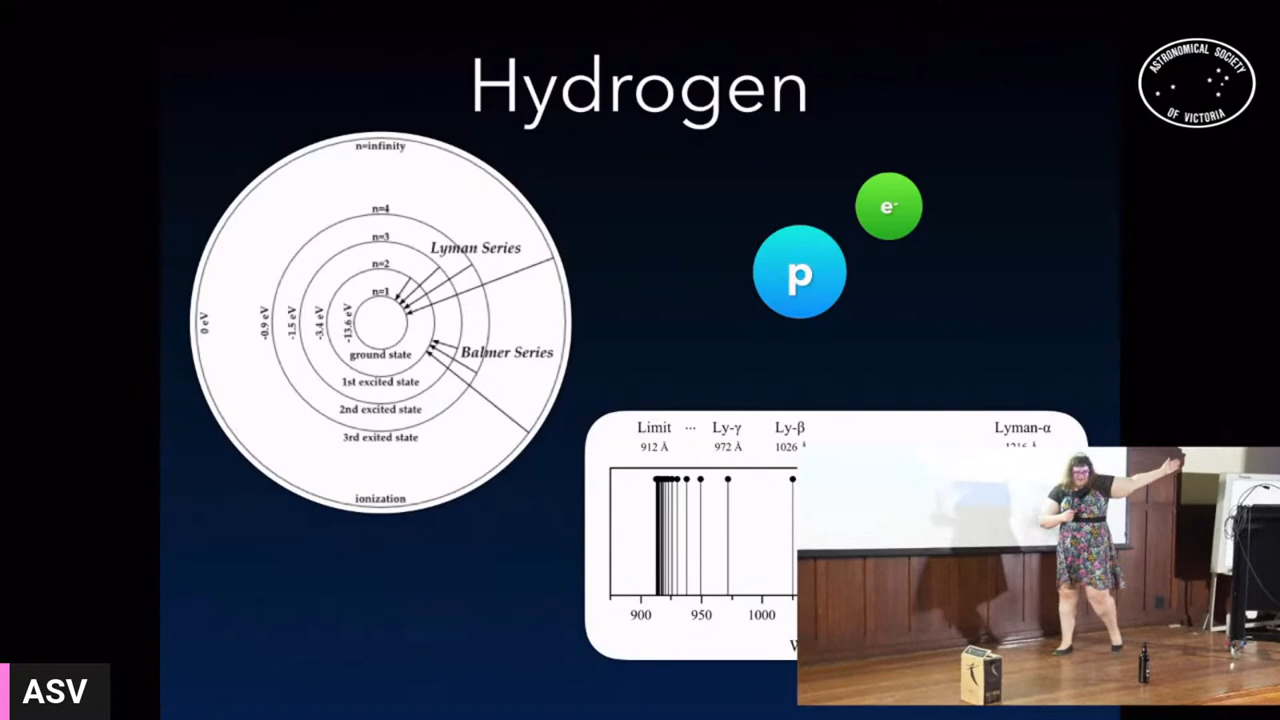 Hydrogen
ASTRONOMICAL SOCIETY
OF VICTORIA
n=infinity
n=4
n=3
Lyman Series
n=2
n=1
0 eV
-0.9 eV
-1.5 eV
-3.4 eV
-13.6 eV
ground state
Balmer Series
1st excited state
2nd excited state
3rd exited state
ionization
e-
p
Limit ... Ly-γ Ly-β Lyman-α
912 Å 972 Å 1026
900 950 1000
ASV